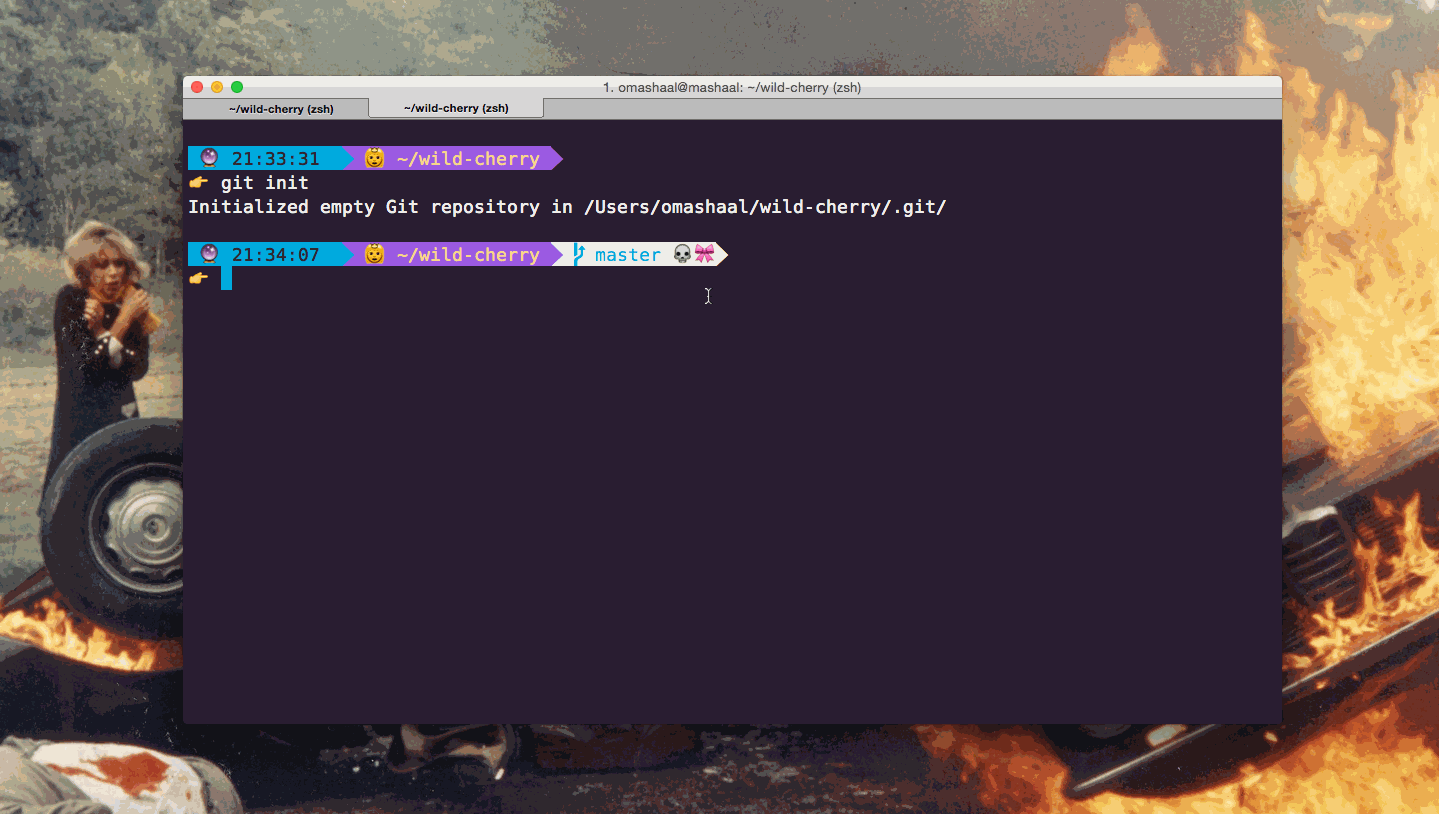 1. omashaal@mashaal: ~/wild-cherry (zsh)
~/wild-cherry (zsh) ~/wild-cherry (zsh)
21:33:31 ~/wild-cherry
git init
Initialized empty Git repository in /Users/omashaal/wild-cherry/.git/
21:34:07 ~/wild-cherry master